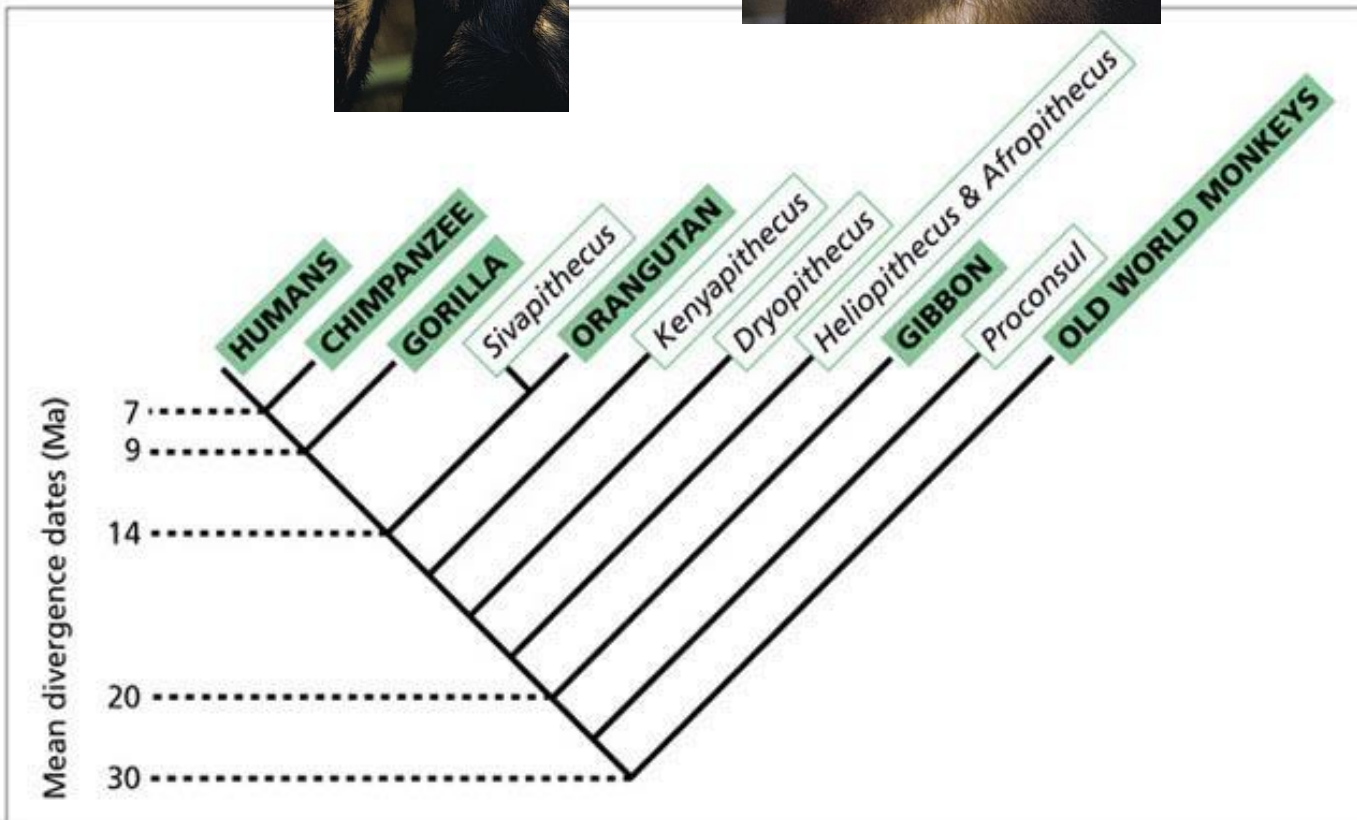 HUMANS
CHIMPANZEE
GORILLA
Sivapithecus
ORANGUTAN
Kenyapithecus
Dryopithecus
Heliopithecus & Afropithecus
GIBBON
Proconsul
OLD WORLD MONKEYS
Mean divergence dates (Ma)
7
9
14
20
30